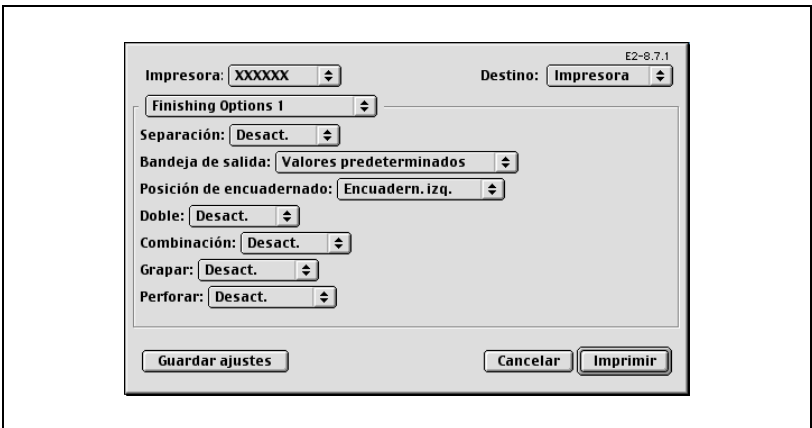 E2-8.7.1
Impresora: XXXXXX Destino: Impresora
Finishing Options 1
Separación: Desact.
Bandeja de salida: Valores predeterminados
Posición de encuadernado: Encuadern. izq.
Doble: Desact.
Combinación: Desact.
Grapar: Desact.
Perforar: Desact.
Guardar ajustes Cancelar Imprimir